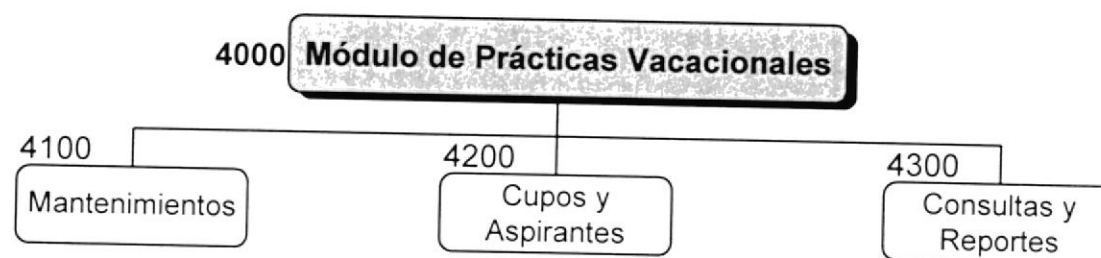 4000 Módulo de Prácticas Vacacionales
4100
Mantenimientos
4200
Cupos y
Aspirantes
4300
Consultas y
Reportes